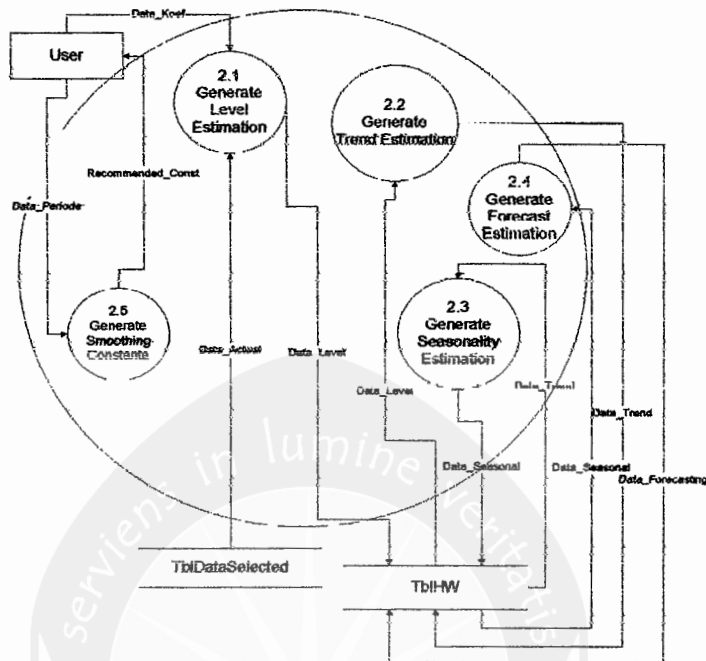 Data_Koef
User
2.1
Generate
Level
Estimation
2.2
Generate
Trend Estimation
Recommended_Const
2.4
Generate
Forecast
Estimation
Data_Periode
2.5
Generate
Smoothing
Constante
2.3
Generate
Seasonality
Estimation
Data_Actual
Data_Level
Data_Level
Data_Trend
Data_Trend
Data_Seasonal
Data_Seasonal
Data_Forecasting
serviens in lumine veritatis
TblDataSelected
TblHW